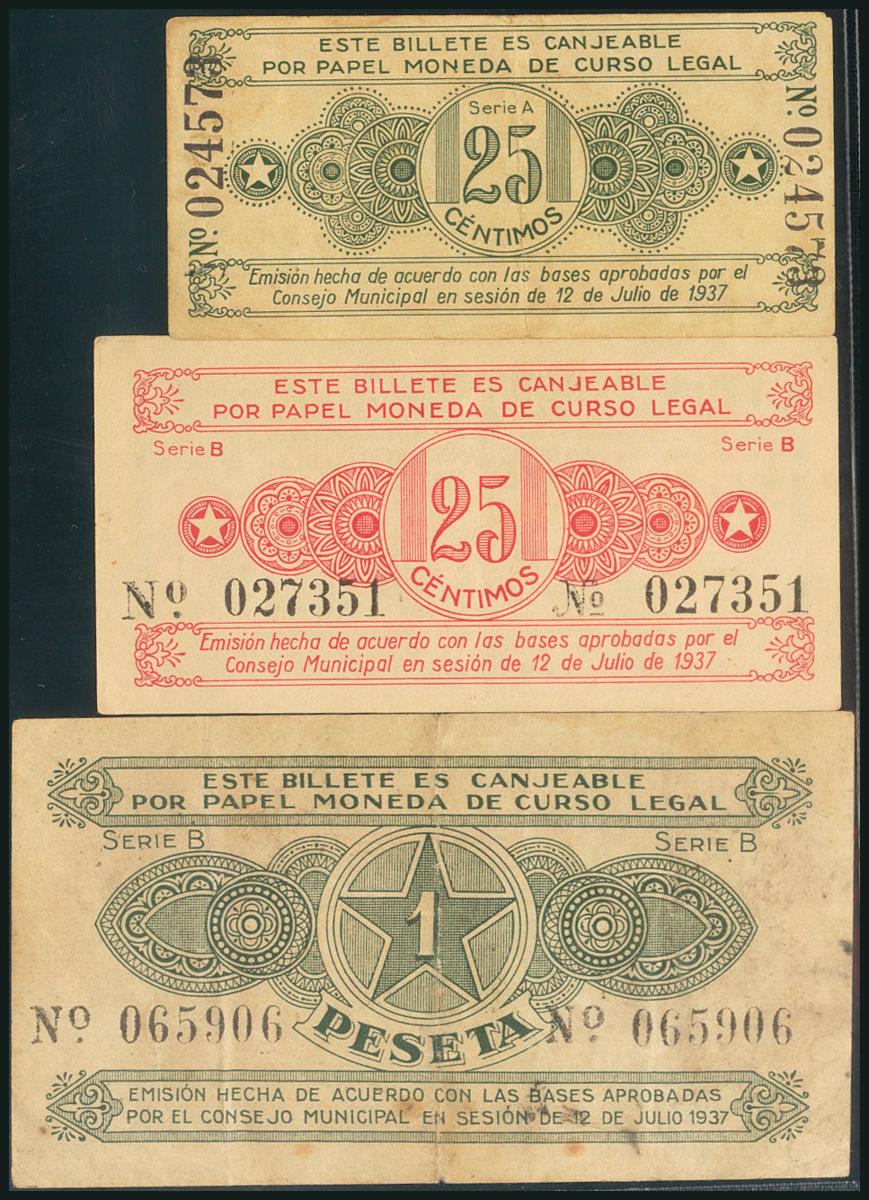 ESTE BILLETE ES CANJEABLE
POR PAPEL MONEDA DE CURSO LEGAL
Nº 024573
Serie A
25
CÉNTIMOS
Nº 024573
Emisión hecha de acuerdo con las bases aprobadas por el
Consejo Municipal en sesión de 12 de Julio de 1937
ESTE BILLETE ES CANJEABLE
POR PAPEL MONEDA DE CURSO LEGAL
Serie B Serie B
25
CÉNTIMOS
Nº 027351 Nº 027351
Emisión hecha de acuerdo con las bases aprobadas por el
Consejo Municipal en sesión de 12 de Julio de 1937
ESTE BILLETE ES CANJEABLE
POR PAPEL MONEDA DE CURSO LEGAL
SERIE B SERIE B
1
Nº 065906 Nº 065906
PESETA
EMISIÓN HECHA DE ACUERDO CON LAS BASES APROBADAS
POR EL CONSEJO MUNICIPAL EN SESIÓN DE 12 DE JULIO 1937